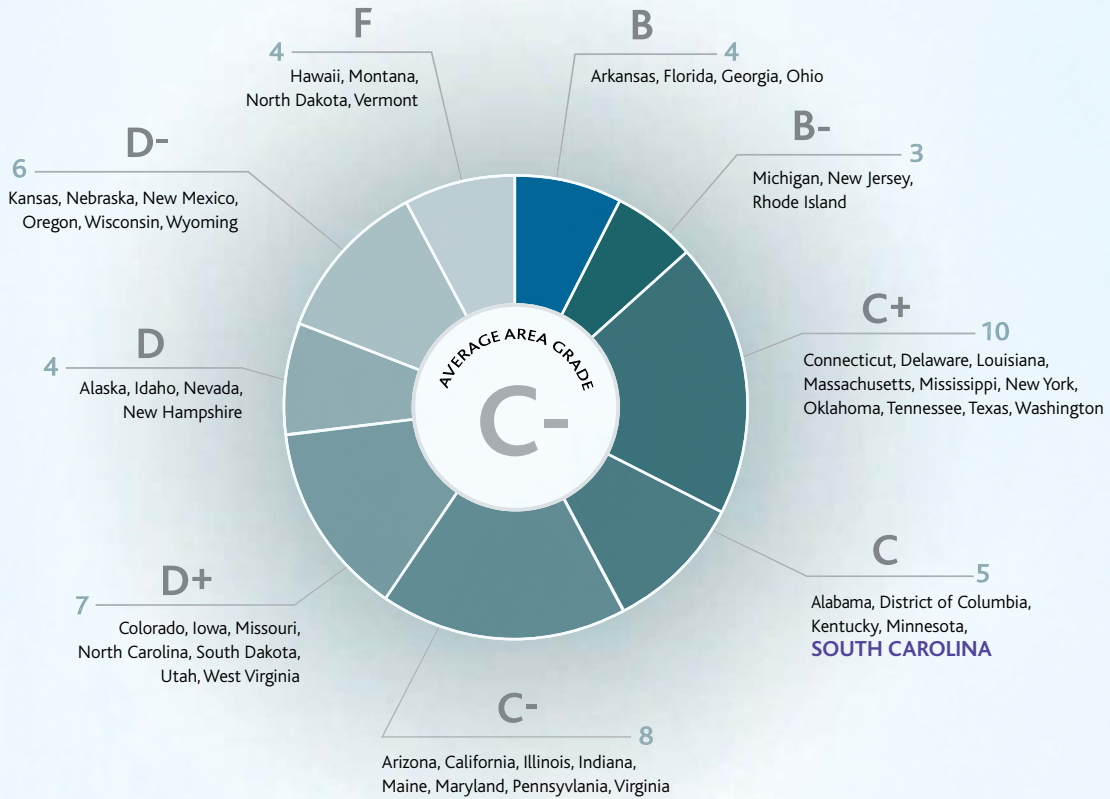 F
4
Hawaii, Montana,
North Dakota, Vermont
B
4
Arkansas, Florida, Georgia, Ohio
B-
3
Michigan, New Jersey,
Rhode Island
C+
10
Connecticut, Delaware, Louisiana,
Massachusetts, Mississippi, New York,
Oklahoma, Tennessee, Texas, Washington
C
5
Alabama, District of Columbia,
Kentucky, Minnesota,
SOUTH CAROLINA
C-
8
Arizona, California, Illinois, Indiana,
Maine, Maryland, Pennsyvlania, Virginia
D+
7
Colorado, Iowa, Missouri,
North Carolina, South Dakota,
Utah, West Virginia
D
4
Alaska, Idaho, Nevada,
New Hampshire
D-
6
Kansas, Nebraska, New Mexico,
Oregon, Wisconsin, Wyoming
AVERAGE AREA GRADE
C-